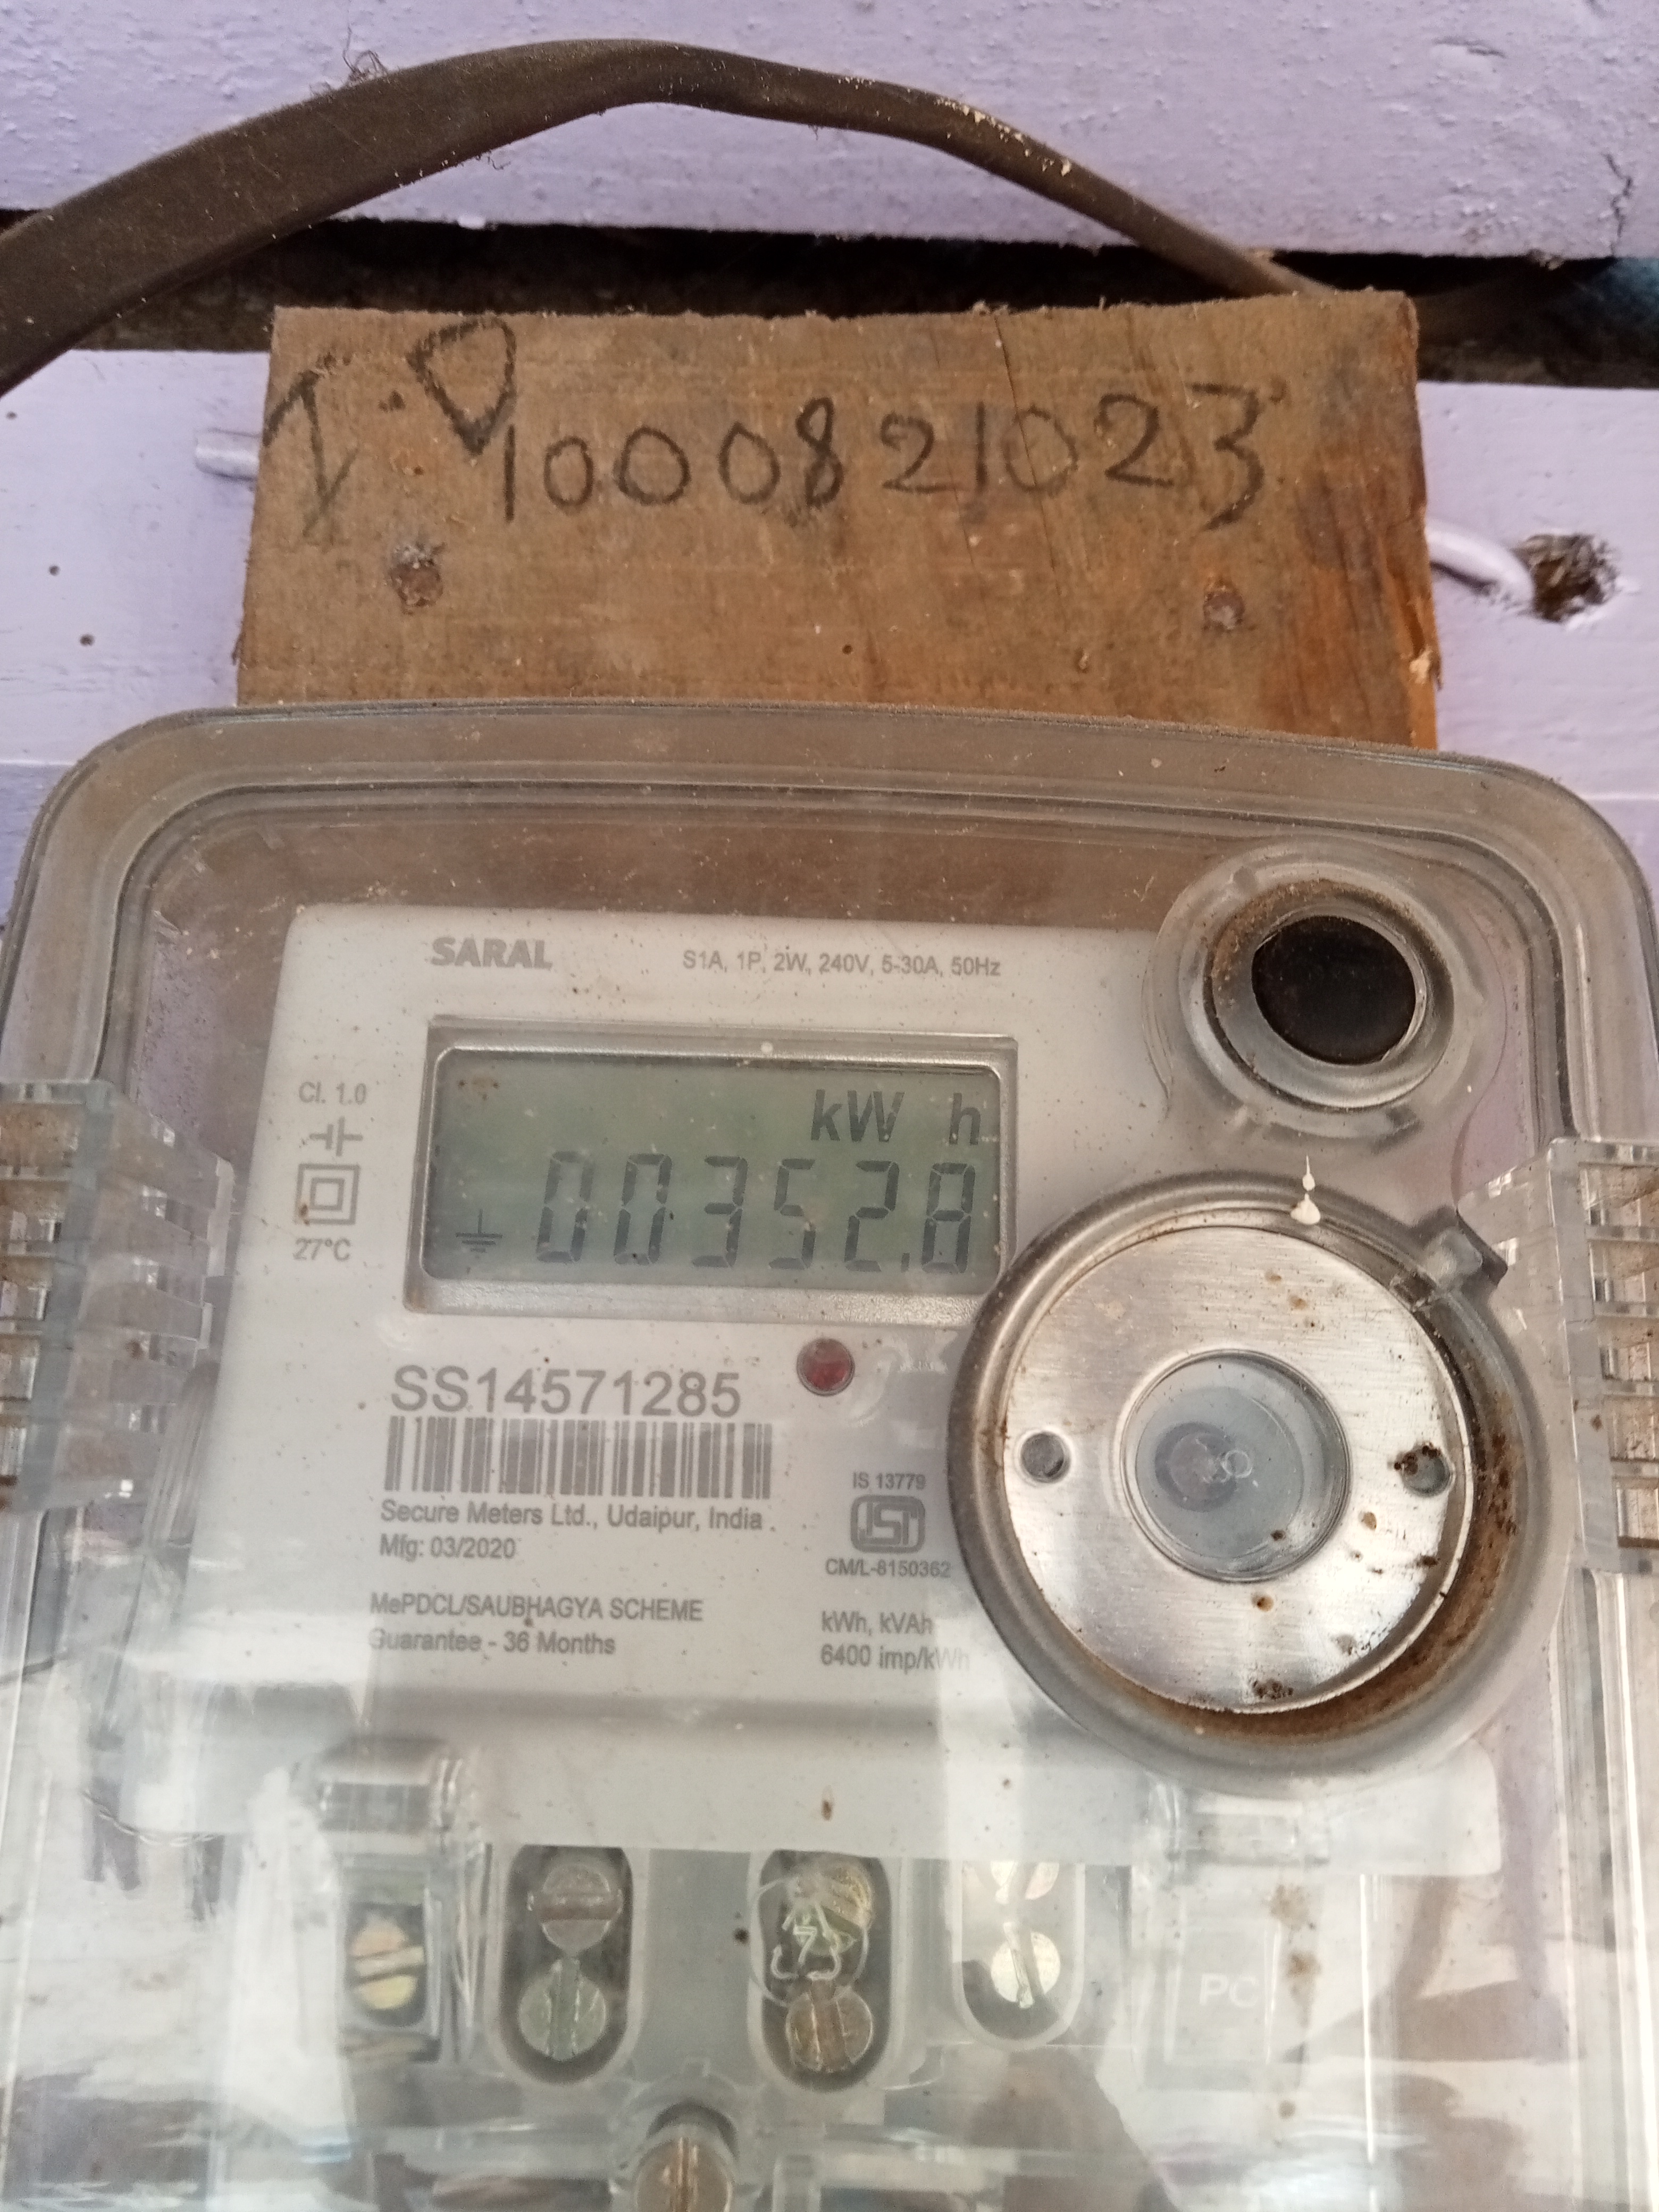 I.D 1000821023
SARAL
S1A, 1P, 2W, 240V, 5-30A, 50Hz
Cl. 1.0
27°C
kW h
00352.8
SS14571285
Secure Meters Ltd., Udaipur, India
Mfg: 03/2020
MePDCL/SAUBHAGYA SCHEME
Guarantee - 36 Months
IS 13779
ISI
CM/L-8150362
kWh, kVAh
6400 imp/kWh
PC